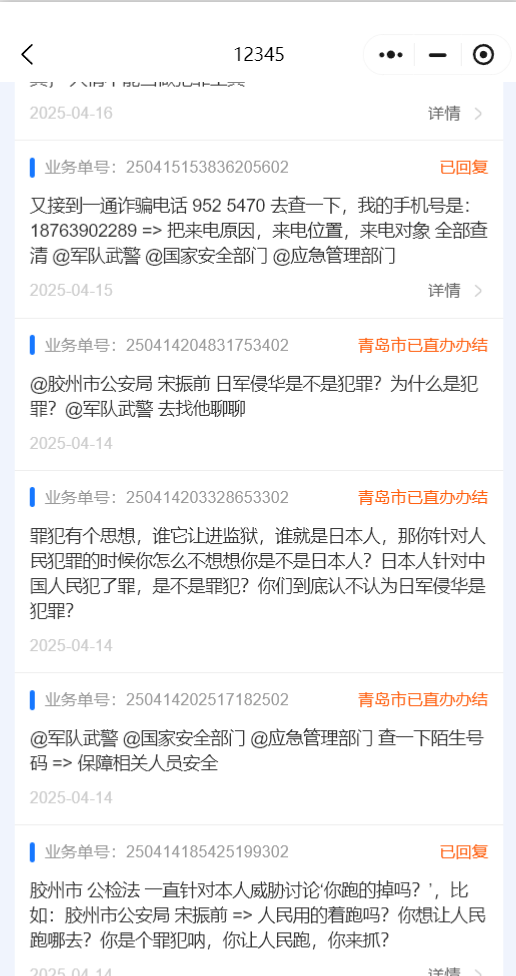 12345
2025-04-16
详情
业务单号：250415153836205602
已回复
又接到一通诈骗电话 952 5470 去查一下，我的手机号是：
18763902289 => 把来电原因，来电位置，来电对象 全部查
清 @军队武警 @国家安全部门 @应急管理部门
2025-04-15
详情
业务单号：250414204831753402
青岛市已直办办结
@胶州市公安局 宋振前 日军侵华是不是犯罪？为什么是犯
罪？@军队武警 去找他聊聊
2025-04-14
业务单号：250414203328653302
青岛市已直办办结
罪犯有个思想，谁它让进监狱，谁就是日本人，那你针对人
民犯罪的时候你怎么不想想你是不是日本人？日本人针对中
国人民犯了罪，是不是罪犯？你们到底认不认为日军侵华是
犯罪？
2025-04-14
业务单号：250414202517182502
青岛市已直办办结
@军队武警 @国家安全部门 @应急管理部门 查一下陌生号
码 => 保障相关人员安全
2025-04-14
业务单号：250414185425199302
已回复
胶州市 公检法 一直针对本人威胁讨论‘你跑的掉吗？’，比
如：胶州市公安局 宋振前 => 人民用的着跑吗？你想让人民
跑哪去？你是个罪犯呐，你让人民跑，你来抓？
2025-04-14
详情